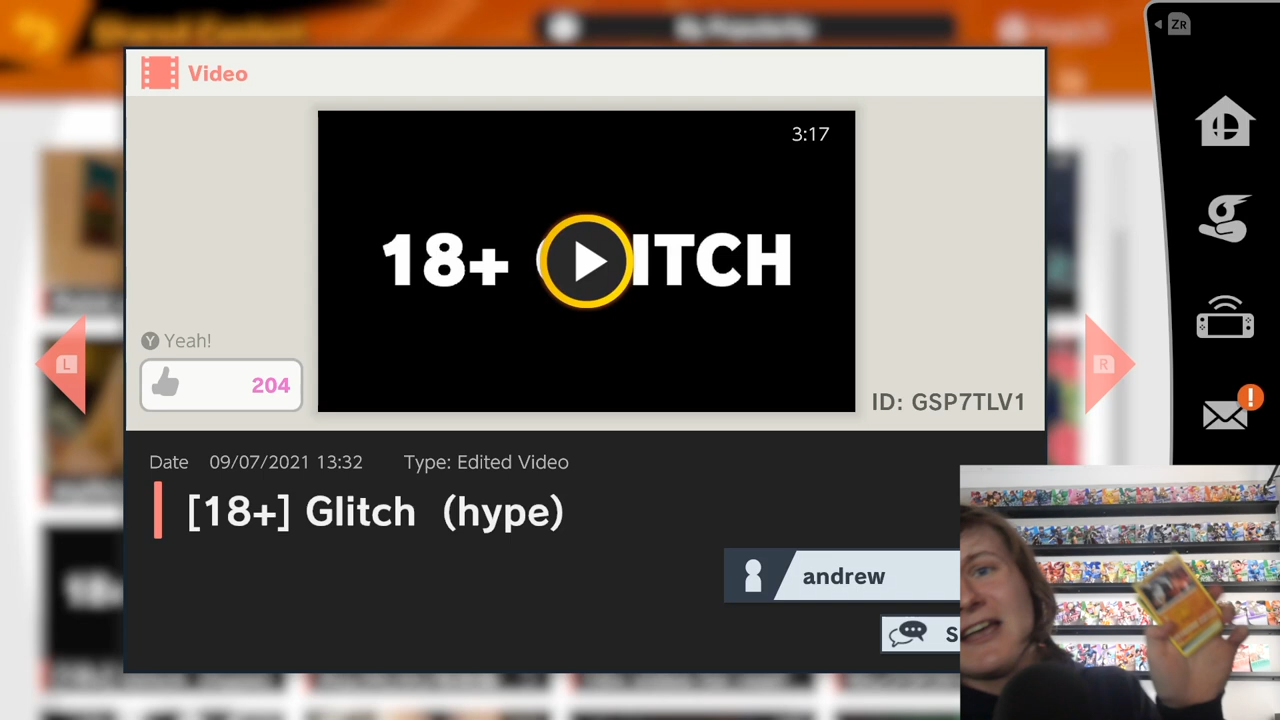 ZR
Video
3:17
18+ ITCH
Y Yeah!
204
ID: GSP7TLV1
L
R
!
Date 09/07/2021 13:32 Type: Edited Video
[18+] Glitch (hype)
andrew